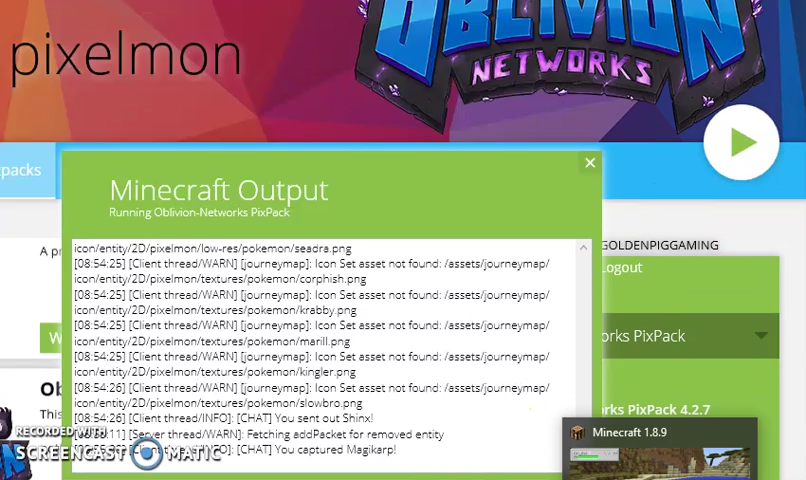 pixelmon
OBLIVION
NETWORKS
packs
Minecraft Output
Running Oblivion-Networks PixPack
icon/entity/2D/pixelmon/low-res/pokemon/seadra.png
[08:54:25] [Client thread/WARN] [journeymap]: Icon Set asset not found: /assets/journeymap/
icon/entity/2D/pixelmon/textures/pokemon/corphish.png
[08:54:25] [Client thread/WARN] [journeymap]: Icon Set asset not found: /assets/journeymap/
icon/entity/2D/pixelmon/textures/pokemon/krabby.png
[08:54:25] [Client thread/WARN] [journeymap]: Icon Set asset not found: /assets/journeymap/
icon/entity/2D/pixelmon/textures/pokemon/marill.png
[08:54:25] [Client thread/WARN] [journeymap]: Icon Set asset not found: /assets/journeymap/
icon/entity/2D/pixelmon/textures/pokemon/kingler.png
[08:54:26] [Client thread/WARN] [journeymap]: Icon Set asset not found: /assets/journeymap/
icon/entity/2D/pixelmon/textures/pokemon/slowbro.png
[08:54:26] [Client thread/INFO]: [CHAT] You sent out Shinx!
[Server thread/WARN]: Fetching addPacket for removed entity
[CHAT] You captured Magikarp!
GOLDENPIGGAMING
Logout
A p
W
orks PixPack
Ob
This
orks PixPack 4.2.7
Minecraft 1.8.9
RECORDED WITH
SCREENCAST MATIC